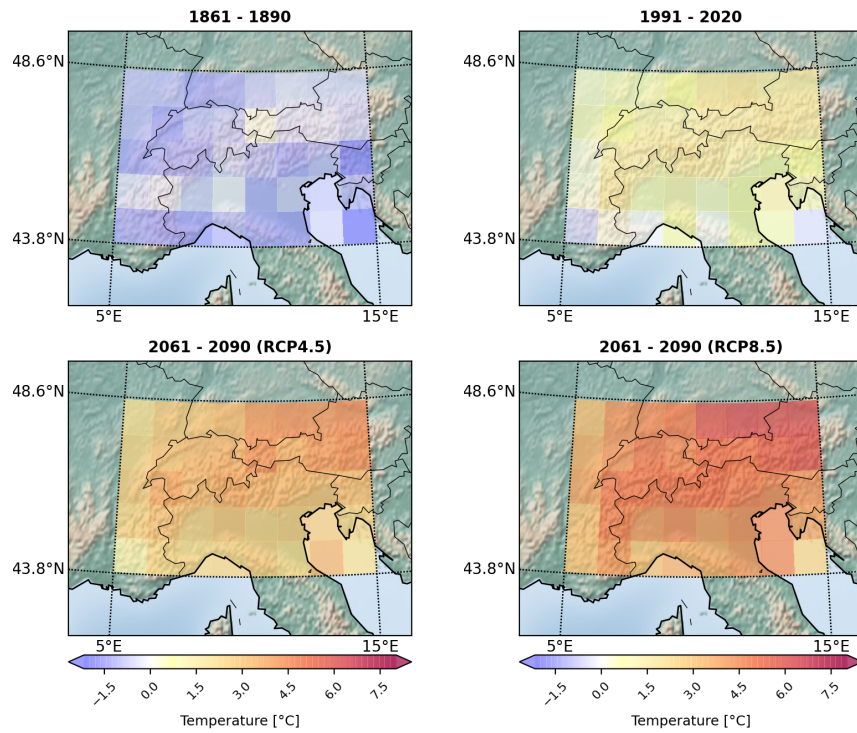 1861 - 1890
1991 - 2020
48.6°N
48.6°N
43.8°N
43.8°N
5°E
15°E
5°E
15°E
2061 - 2090 (RCP4.5)
2061 - 2090 (RCP8.5)
48.6°N
48.6°N
43.8°N
43.8°N
5°E
15°E
5°E
15°E
−1.5 0.0 1.5 3.0 4.5 6.0 7.5
−1.5 0.0 1.5 3.0 4.5 6.0 7.5
Temperature [°C]
Temperature [°C]